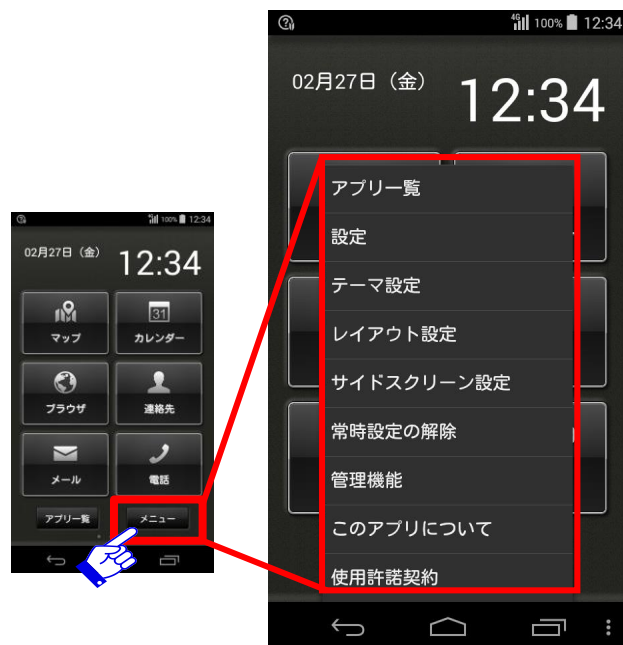 4G 100% 12:34
02月27日（金） 12:34
アプリ一覧
設定
テーマ設定
レイアウト設定
サイドスクリーン設定
常時設定の解除
管理機能
このアプリについて
使用許諾契約
100% 12:34
02月27日（金） 12:34
マップ
31
カレンダー
ブラウザ
連絡先
メール
電話
アプリ一覧
メニュー